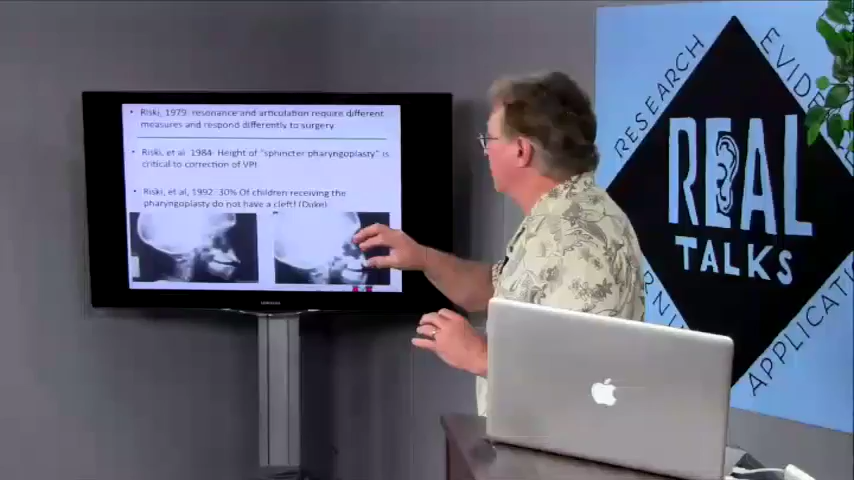 • Riski, 1979: resonance and articulation require different
measures and respond differently to surgery
• Riski, et al 1984: Height of "sphincter pharyngoplasty" is
critical to correction of VPI
• Riski, et al, 1992: 30% Of children receiving the
pharyngoplasty do not have a cleft! (Duke)
SAMSUNG
RESEARCH
EVIDE
REAL
TALKS
APPLICATION